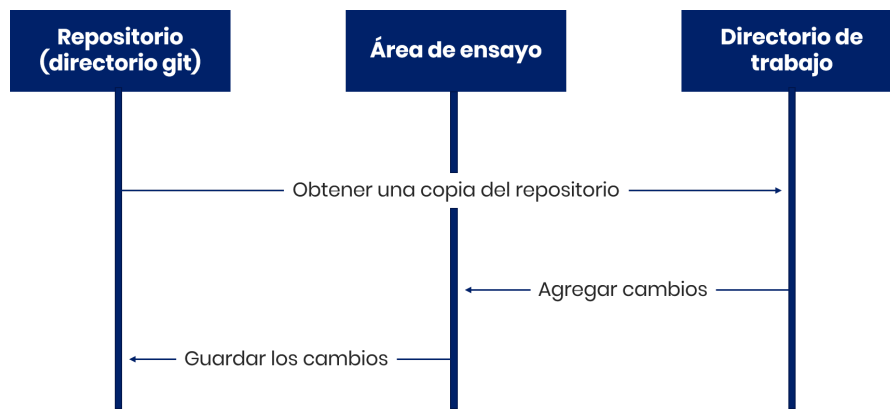 Repositorio
(directorio git)
Área de ensayo
Directorio de
trabajo
Obtener una copia del repositorio
Agregar cambios
Guardar los cambios